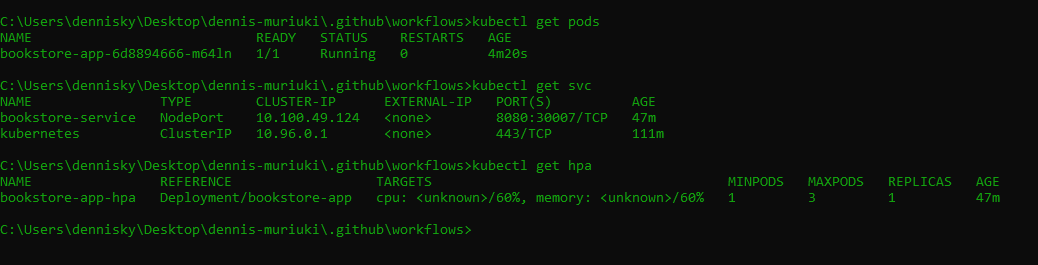 C:\Users\dennisky\Desktop\dennis-muriuki\.github\workflows>kubectl get pods
NAME                            READY   STATUS    RESTARTS   AGE
bookstore-app-6d8894666-m64ln   1/1     Running   0          4m20s
C:\Users\dennisky\Desktop\dennis-muriuki\.github\workflows>kubectl get svc
NAME                TYPE        CLUSTER-IP      EXTERNAL-IP   PORT(S)          AGE
bookstore-service   NodePort    10.100.49.124   <none>        8080:30007/TCP   47m
kubernetes          ClusterIP   10.96.0.1       <none>        443/TCP          111m
C:\Users\dennisky\Desktop\dennis-muriuki\.github\workflows>kubectl get hpa
NAME                REFERENCE                  TARGETS                                     MINPODS   MAXPODS   REPLICAS   AGE
bookstore-app-hpa   Deployment/bookstore-app   cpu: <unknown>/60%, memory: <unknown>/60%   1         3         1          47m
C:\Users\dennisky\Desktop\dennis-muriuki\.github\workflows>